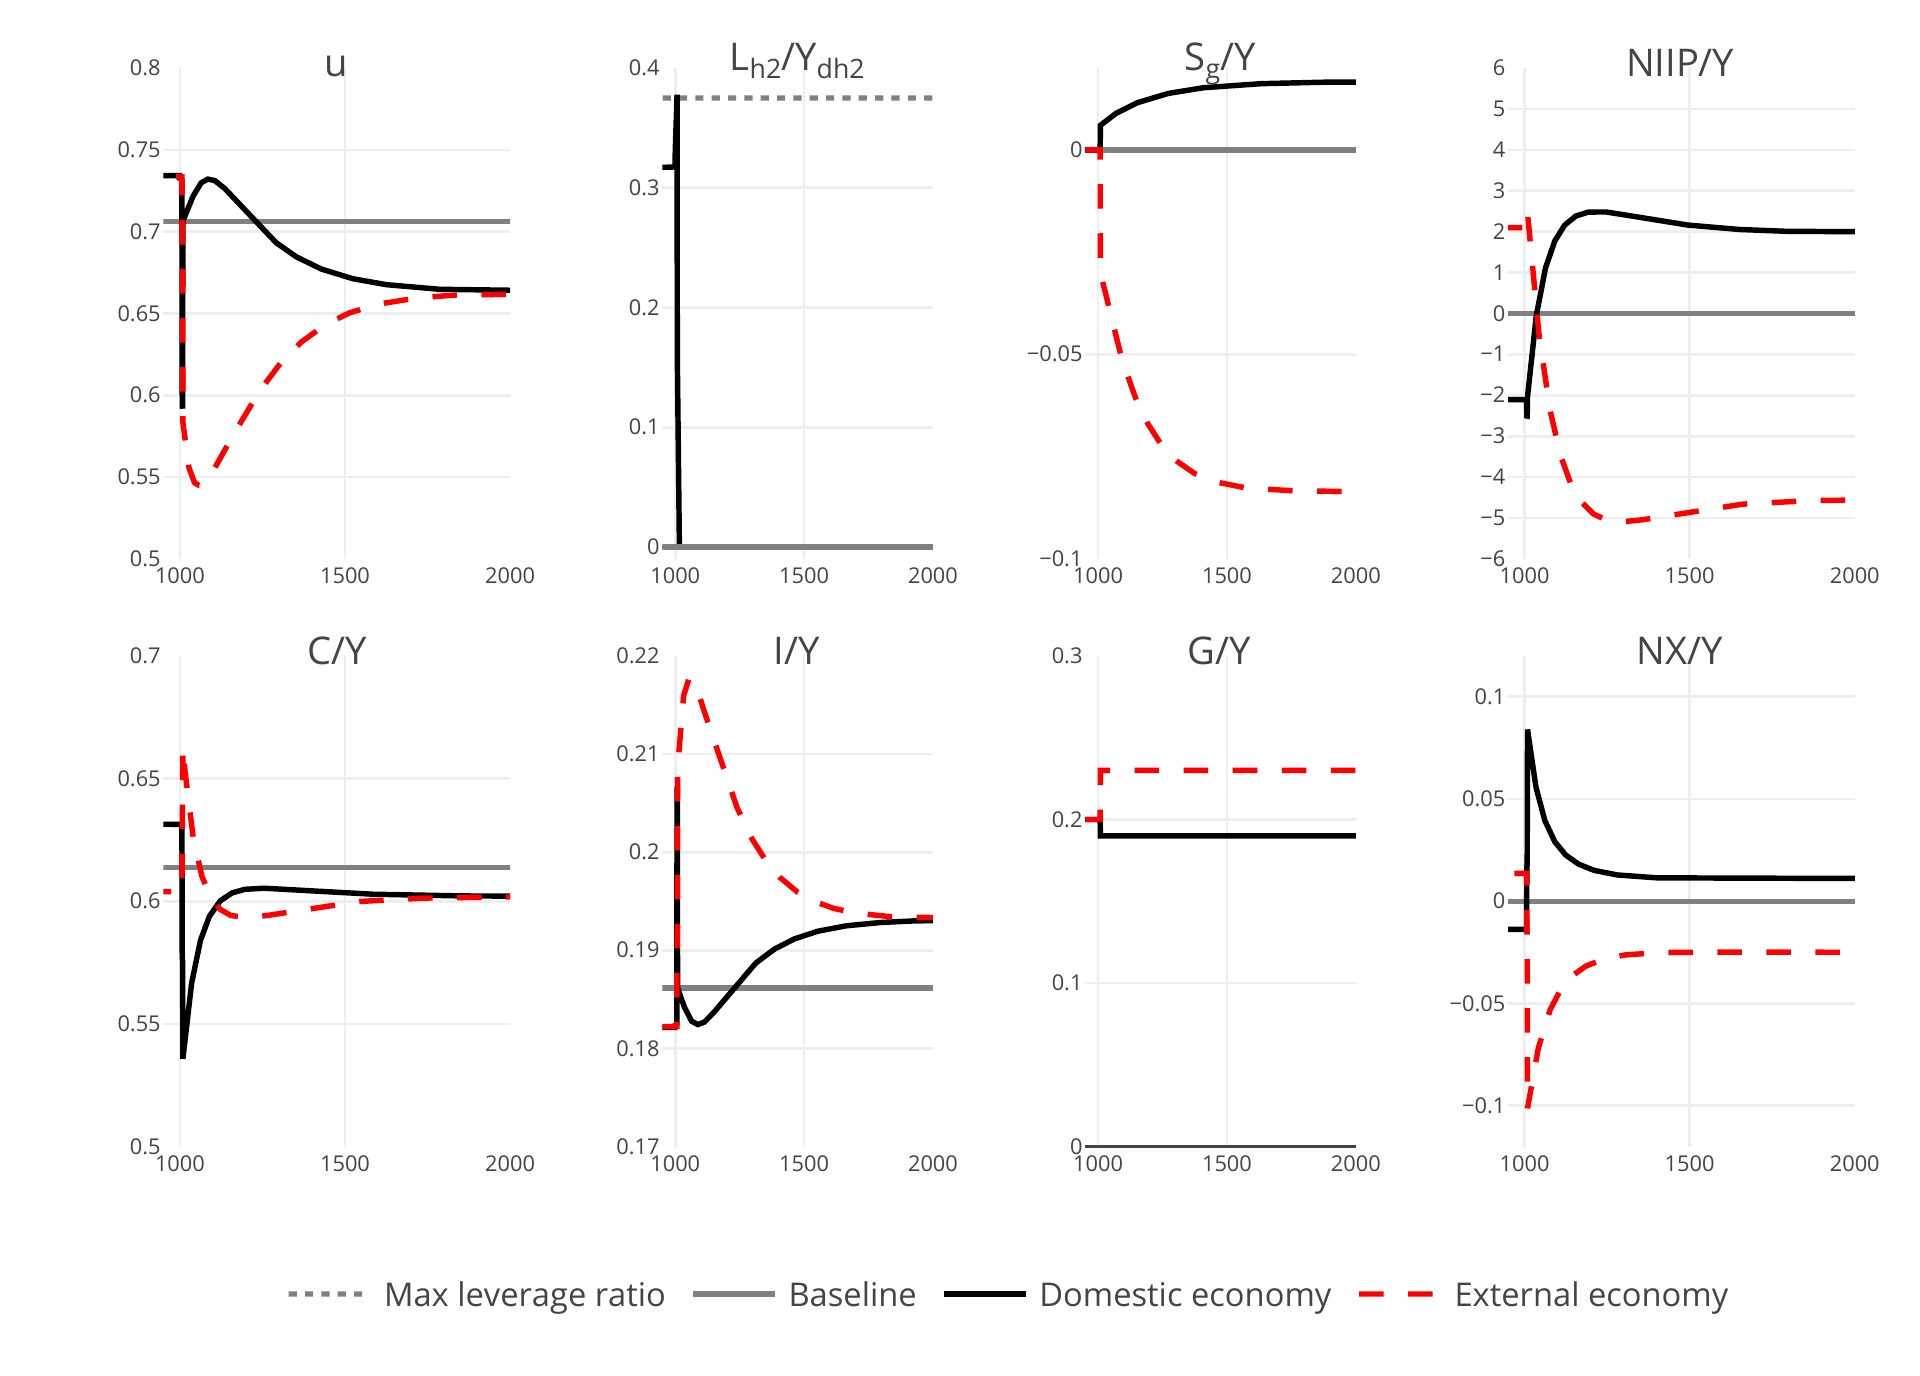 u
0.8
0.75
0.7
0.65
0.6
0.55
0.5
1000 1500 2000
Lh2/Ydh2
0.4
0.3
0.2
0.1
0
1000 1500 2000
Sg/Y
0
−0.05
−0.1
1000 1500 2000
NIIP/Y
6
5
4
3
2
1
0
−1
−2
−3
−4
−5
−6
1000 1500 2000
C/Y
0.7
0.65
0.6
0.55
0.5
1000 1500 2000
I/Y
0.22
0.21
0.2
0.19
0.18
0.17
1000 1500 2000
G/Y
0.3
0.2
0.1
0
1000 1500 2000
NX/Y
0.1
0.05
0
−0.05
−0.1
1000 1500 2000
Max leverage ratio Baseline Domestic economy External economy